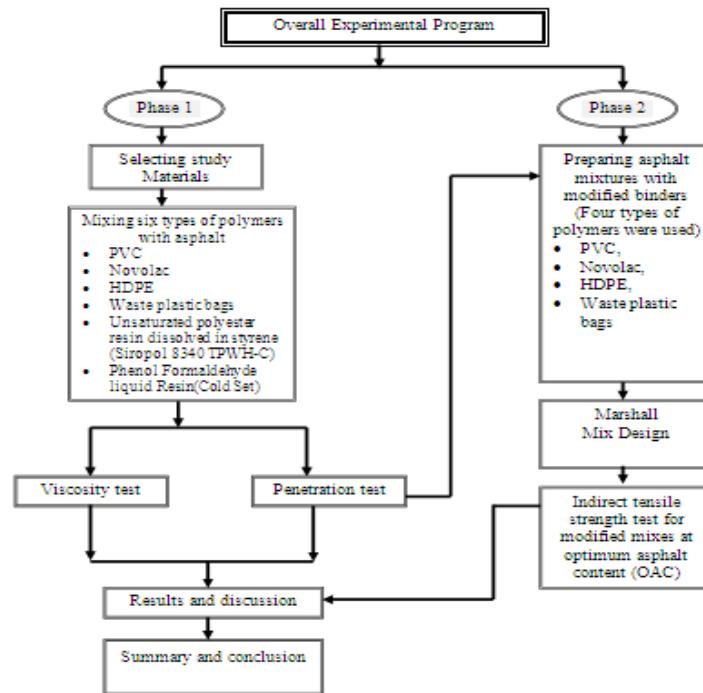 Overall Experimental Program
Phase 1
Phase 2
Selecting study
Materials
Mixing six types of polymers
with asphalt
• PVC
• Novolac
• HDPE
• Waste plastic bags
• Unsaturated polyester
resin dissolved in styrene
(Siropol 8340 TPWH-C)
• Phenol Formaldehyde
liquid Resin(Cold Set)
Viscosity test
Penetration test
Preparing asphalt
mixtures with
modified binders
(Four types of
polymers were used)
• PVC,
• Novolac,
• HDPE,
• Waste plastic
bags
Marshall
Mix Design
Indirect tensile
strength test for
modified mixes at
optimum asphalt
content (OAC)
Results and discussion
Summary and conclusion